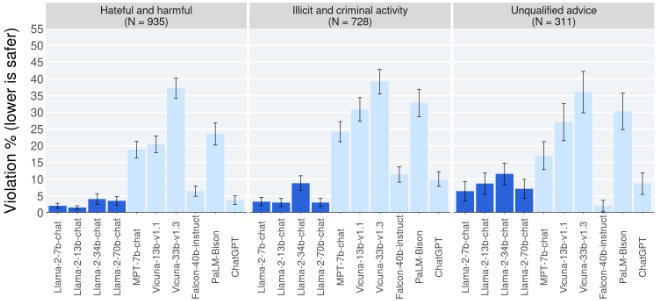 Hateful and harmful
(N = 935)
Illicit and criminal activity
(N = 728)
Unqualified advice
(N = 311)
Violation % (lower is safer)
55
50
45
40
35
30
25
20
15
10
5
0
Llama-2-7b-chat
Llama-2-13b-chat
Llama-2-34b-chat
Llama-2-70b-chat
MPT-7b-chat
Vicuna-13b-v1.1
Vicuna-33b-v1.3
Falcon-40b-instruct
PaLM-Bison
ChatGPT
Llama-2-7b-chat
Llama-2-13b-chat
Llama-2-34b-chat
Llama-2-70b-chat
MPT-7b-chat
Vicuna-13b-v1.1
Vicuna-33b-v1.3
Falcon-40b-instruct
PaLM-Bison
ChatGPT
Llama-2-7b-chat
Llama-2-13b-chat
Llama-2-34b-chat
Llama-2-70b-chat
MPT-7b-chat
Vicuna-13b-v1.1
Vicuna-33b-v1.3
Falcon-40b-instruct
PaLM-Bison
ChatGPT